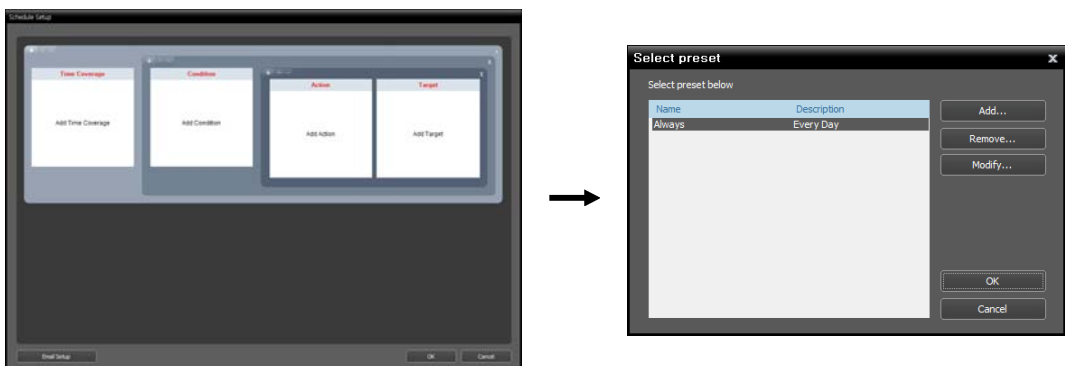 Schedule Setup
Time Coverage
Condition
Action
Target
Add Time Coverage
Add Condition
Add Action
Add Target
Email Setup
OK
Cancel
Select preset
x
Select preset below
Name Description
Always Every Day
Add...
Remove...
Modify...
OK
Cancel